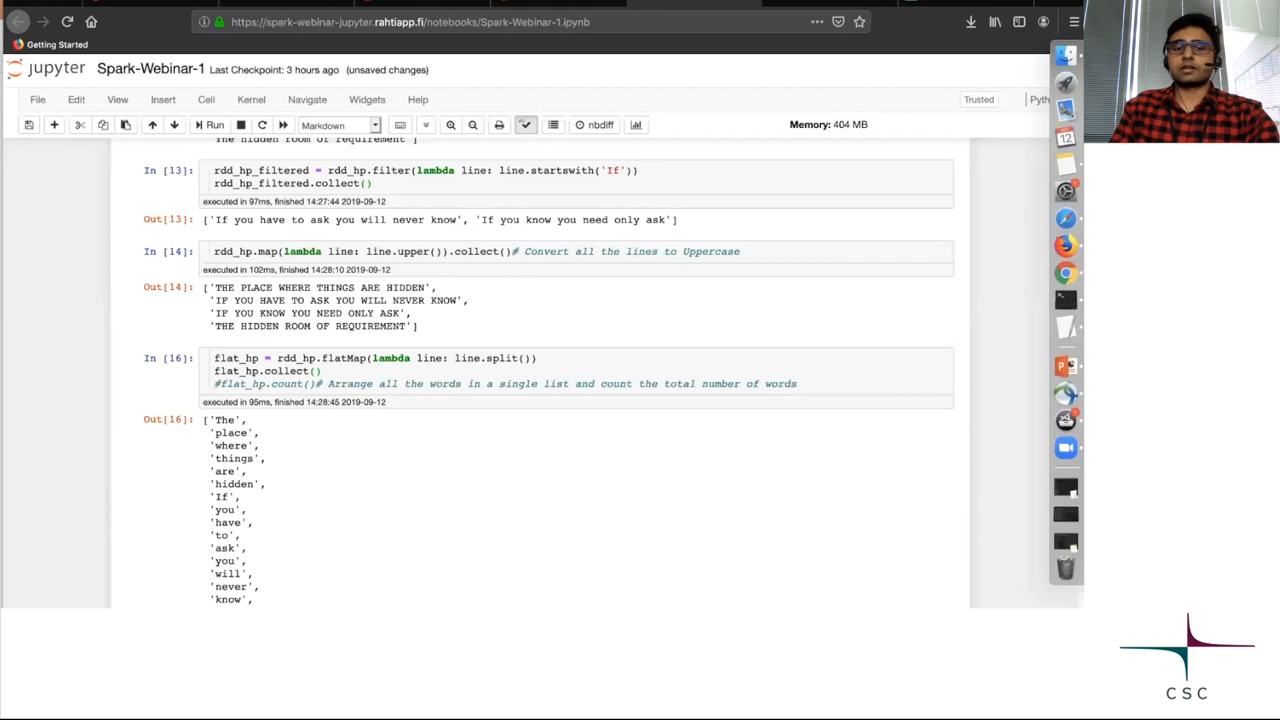 https://spark-webinar-jupyter.rahtiapp.fi/notebooks/Spark-Webinar-1.ipynb
Getting Started
jupyter Spark-Webinar-1 Last Checkpoint: 3 hours ago (unsaved changes)
File Edit View Insert Cell Kernel Navigate Widgets Help Trusted Pyth
Run Markdown nbdiff Memory: 404 MB
'The hidden room of requirement']
In [13]: rdd_hp_filtered = rdd_hp.filter(lambda line: line.startswith('If'))
rdd_hp_filtered.collect()
executed in 97ms, finished 14:27:44 2019-09-12
Out[13]: ['If you have to ask you will never know', 'If you know you need only ask']
In [14]: rdd_hp.map(lambda line: line.upper()).collect()# Convert all the lines to Uppercase
executed in 102ms, finished 14:28:10 2019-09-12
Out[14]: ['THE PLACE WHERE THINGS ARE HIDDEN',
'IF YOU HAVE TO ASK YOU WILL NEVER KNOW',
'IF YOU KNOW YOU NEED ONLY ASK',
'THE HIDDEN ROOM OF REQUIREMENT']
In [16]: flat_hp = rdd_hp.flatMap(lambda line: line.split())
flat_hp.collect()
#flat_hp.count()# Arrange all the words in a single list and count the total number of words
executed in 95ms, finished 14:28:45 2019-09-12
Out[16]: ['The',
'place',
'where',
'things',
'are',
'hidden',
'If',
'you',
'have',
'to',
'ask',
'you',
'will',
'never',
'know',
12
CSC